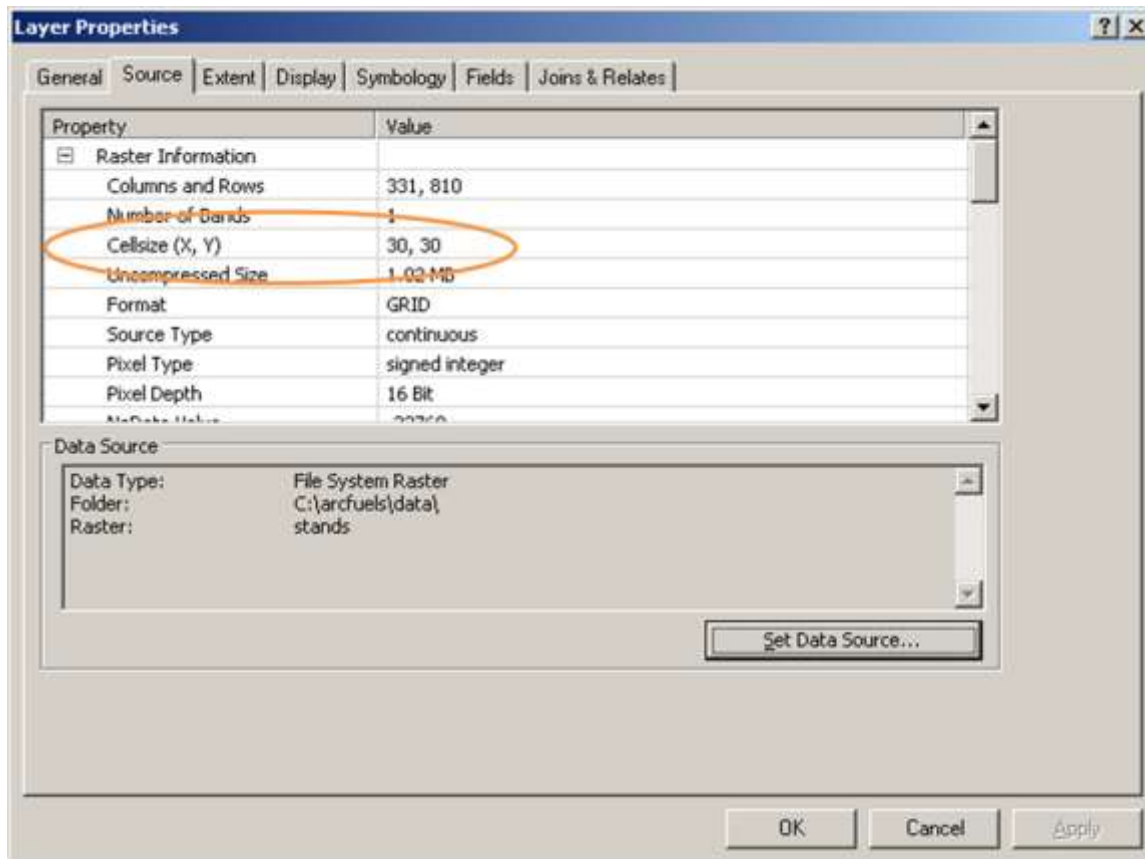 Layer Properties
General Source Extent Display Symbology Fields Joins & Relates
Property Value
Raster Information
Columns and Rows 331, 810
Number of Bands 1
Cellsize (X, Y) 30, 30
Uncompressed Size 1.02 MB
Format GRID
Source Type continuous
Pixel Type signed integer
Pixel Depth 16 Bit
NoData Value
Data Source
Data Type: File System Raster
Folder: C:\arcfuels\data\
Raster: stands
Set Data Source...
OK Cancel Apply